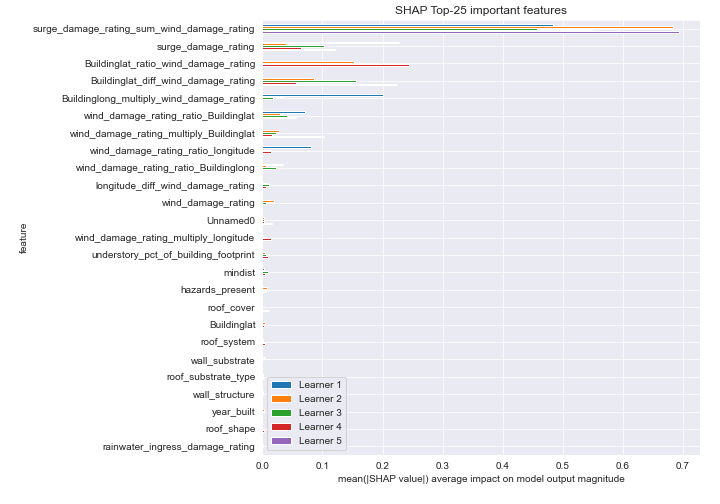 SHAP Top-25 important features
surge_damage_rating_sum_wind_damage_rating
surge_damage_rating
Buildinglat_ratio_wind_damage_rating
Buildinglat_diff_wind_damage_rating
Buildinglong_multiply_wind_damage_rating
wind_damage_rating_ratio_Buildinglat
wind_damage_rating_multiply_Buildinglat
wind_damage_rating_ratio_longitude
wind_damage_rating_ratio_Buildinglong
longitude_diff_wind_damage_rating
wind_damage_rating
Unnamed0
wind_damage_rating_multiply_longitude
understory_pct_of_building_footprint
mindist
hazards_present
roof_cover
Buildinglat
roof_system
wall_substrate
roof_substrate_type
wall_structure
year_built
roof_shape
rainwater_ingress_damage_rating
feature
Learner 1
Learner 2
Learner 3
Learner 4
Learner 5
0.0 0.1 0.2 0.3 0.4 0.5 0.6 0.7
mean(|SHAP value|) average impact on model output magnitude